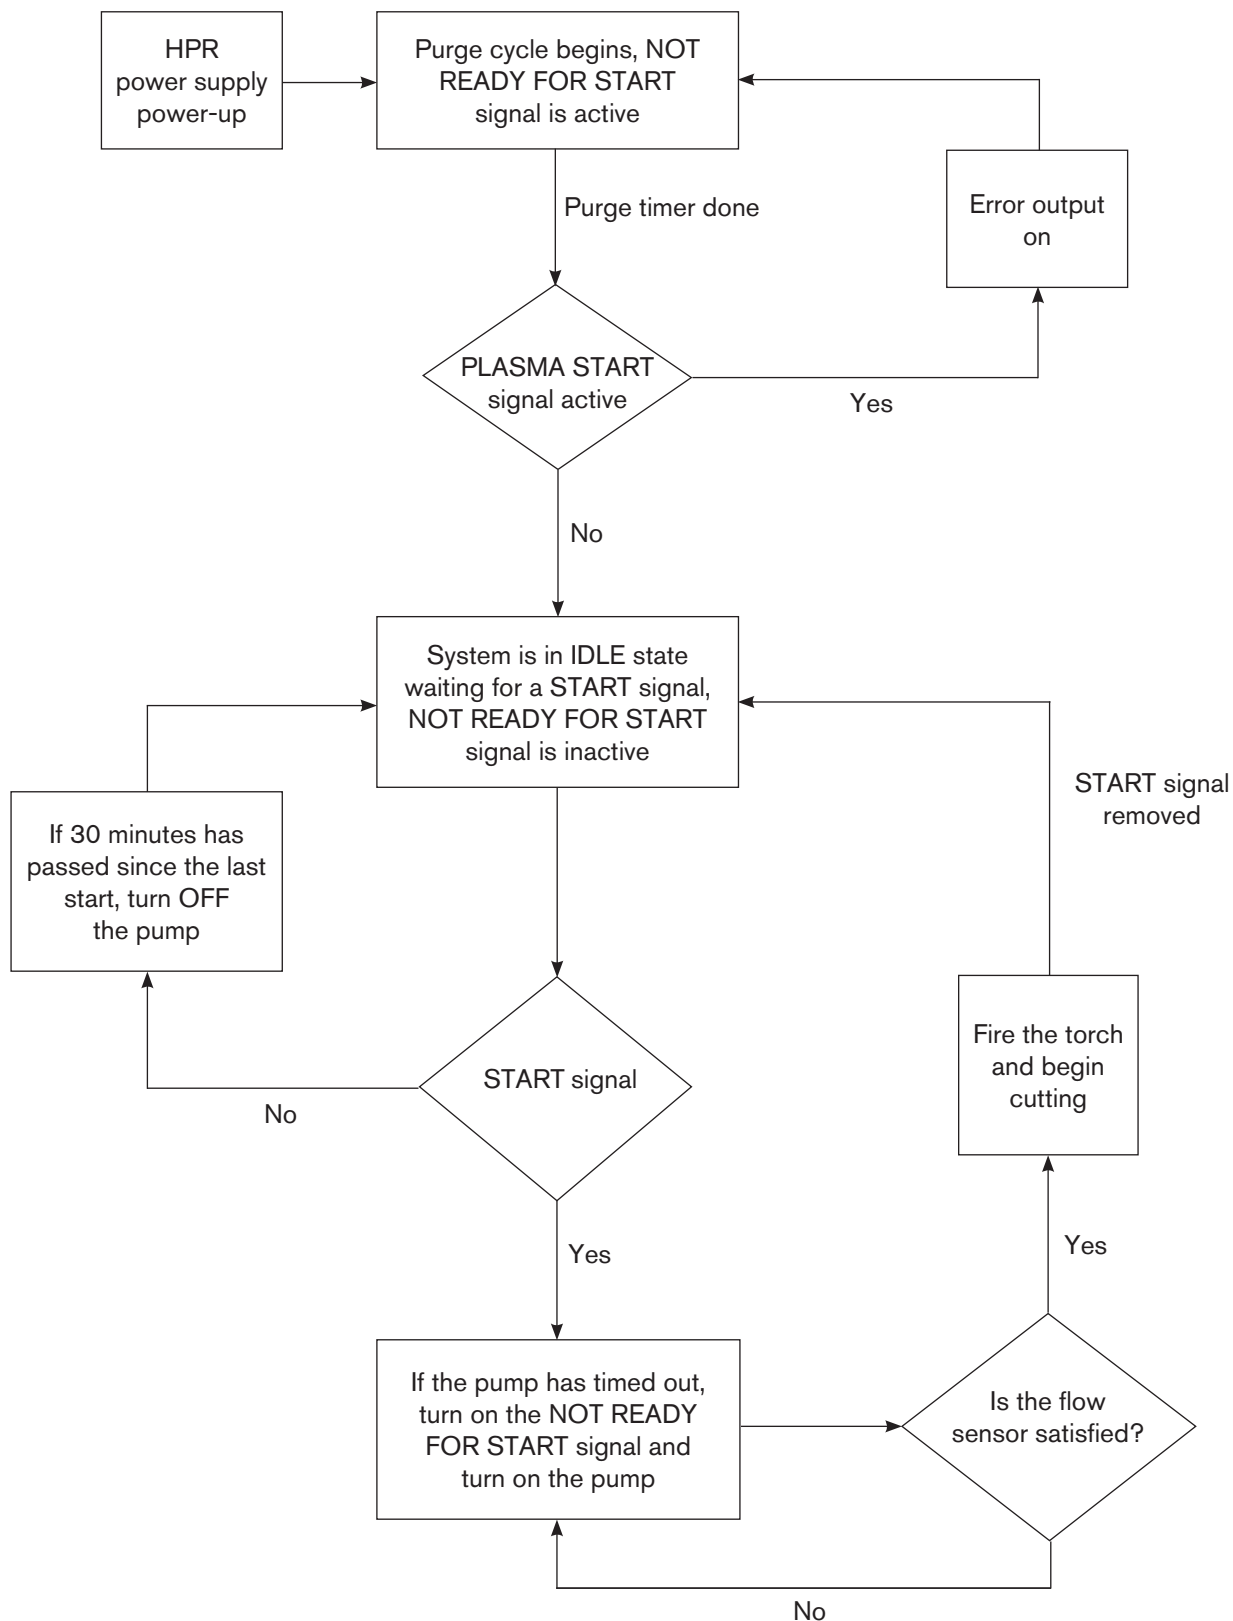 HPR
power supply
power-up
Purge cycle begins, NOT
READY FOR START
signal is active
Error output
on
Purge timer done
PLASMA START
signal active
Yes
No
System is in IDLE state
waiting for a START signal,
NOT READY FOR START
signal is inactive
START signal
removed
If 30 minutes has
passed since the last
start, turn OFF
the pump
START signal
No
Fire the torch
and begin
cutting
Yes
Yes
If the pump has timed out,
turn on the NOT READY
FOR START signal and
turn on the pump
Is the flow
sensor satisfied?
No